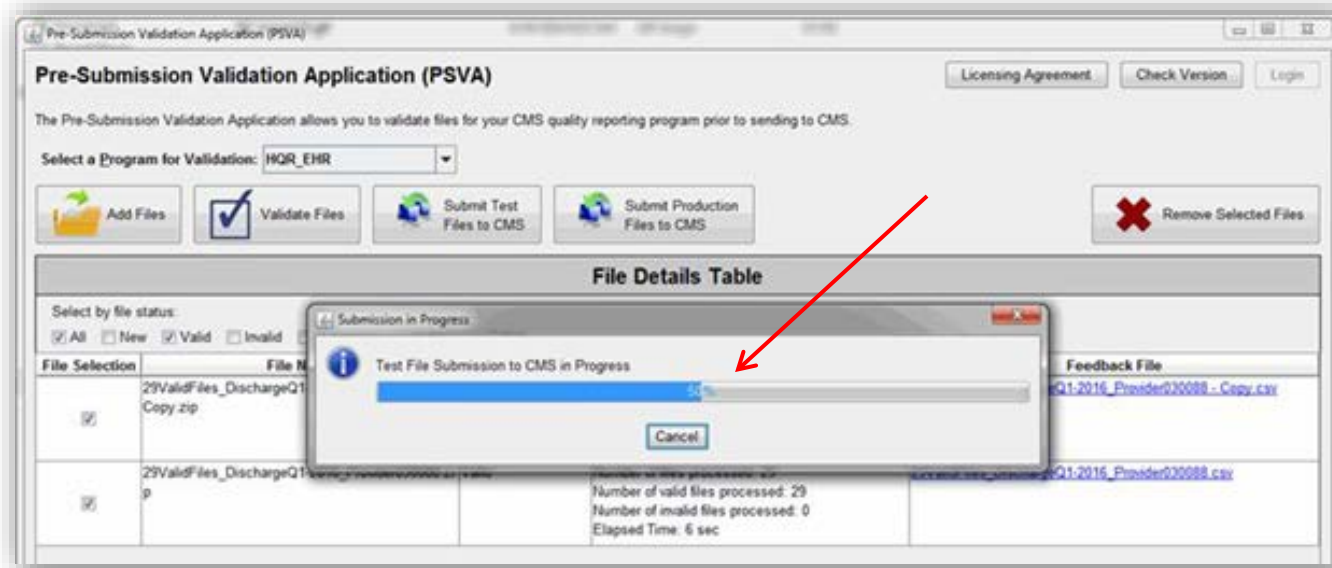 Pre-Submission Validation Application (PSVA)
Pre-Submission Validation Application (PSVA)
Licensing Agreement
Check Version
Login
The Pre-Submission Validation Application allows you to validate files for your CMS quality reporting program prior to sending to CMS.
Select a Program for Validation: HQR_EHR
Add Files
Validate Files
Submit Test
Files to CMS
Submit Production
Files to CMS
Remove Selected Files
File Details Table
Select by file status:
All New Valid Invalid
Submission in Progress
Test File Submission to CMS in Progress
50%
Cancel
File Selection
File N
Feedback File
29ValidFiles_DischargeQ1
Copy.zip
Q1-2016_Provider030088 - Copy.csv
29ValidFiles_DischargeQ1
p
Number of valid files processed: 29
Number of invalid files processed: 0
Elapsed Time: 6 sec
Q1-2016_Provider030088.csv